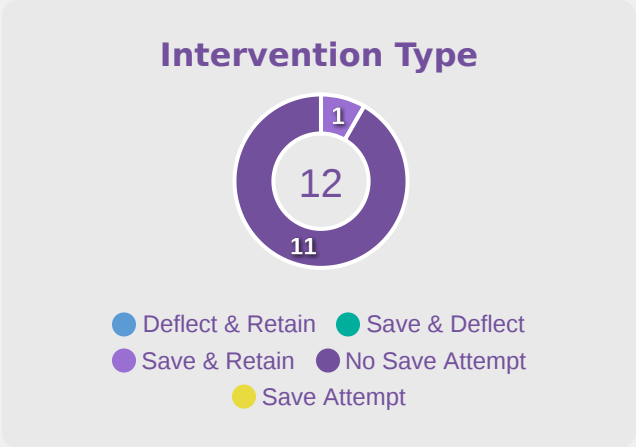 Intervention Type
1
12
11
Deflect & Retain Save & Deflect
Save & Retain No Save Attempt
Save Attempt